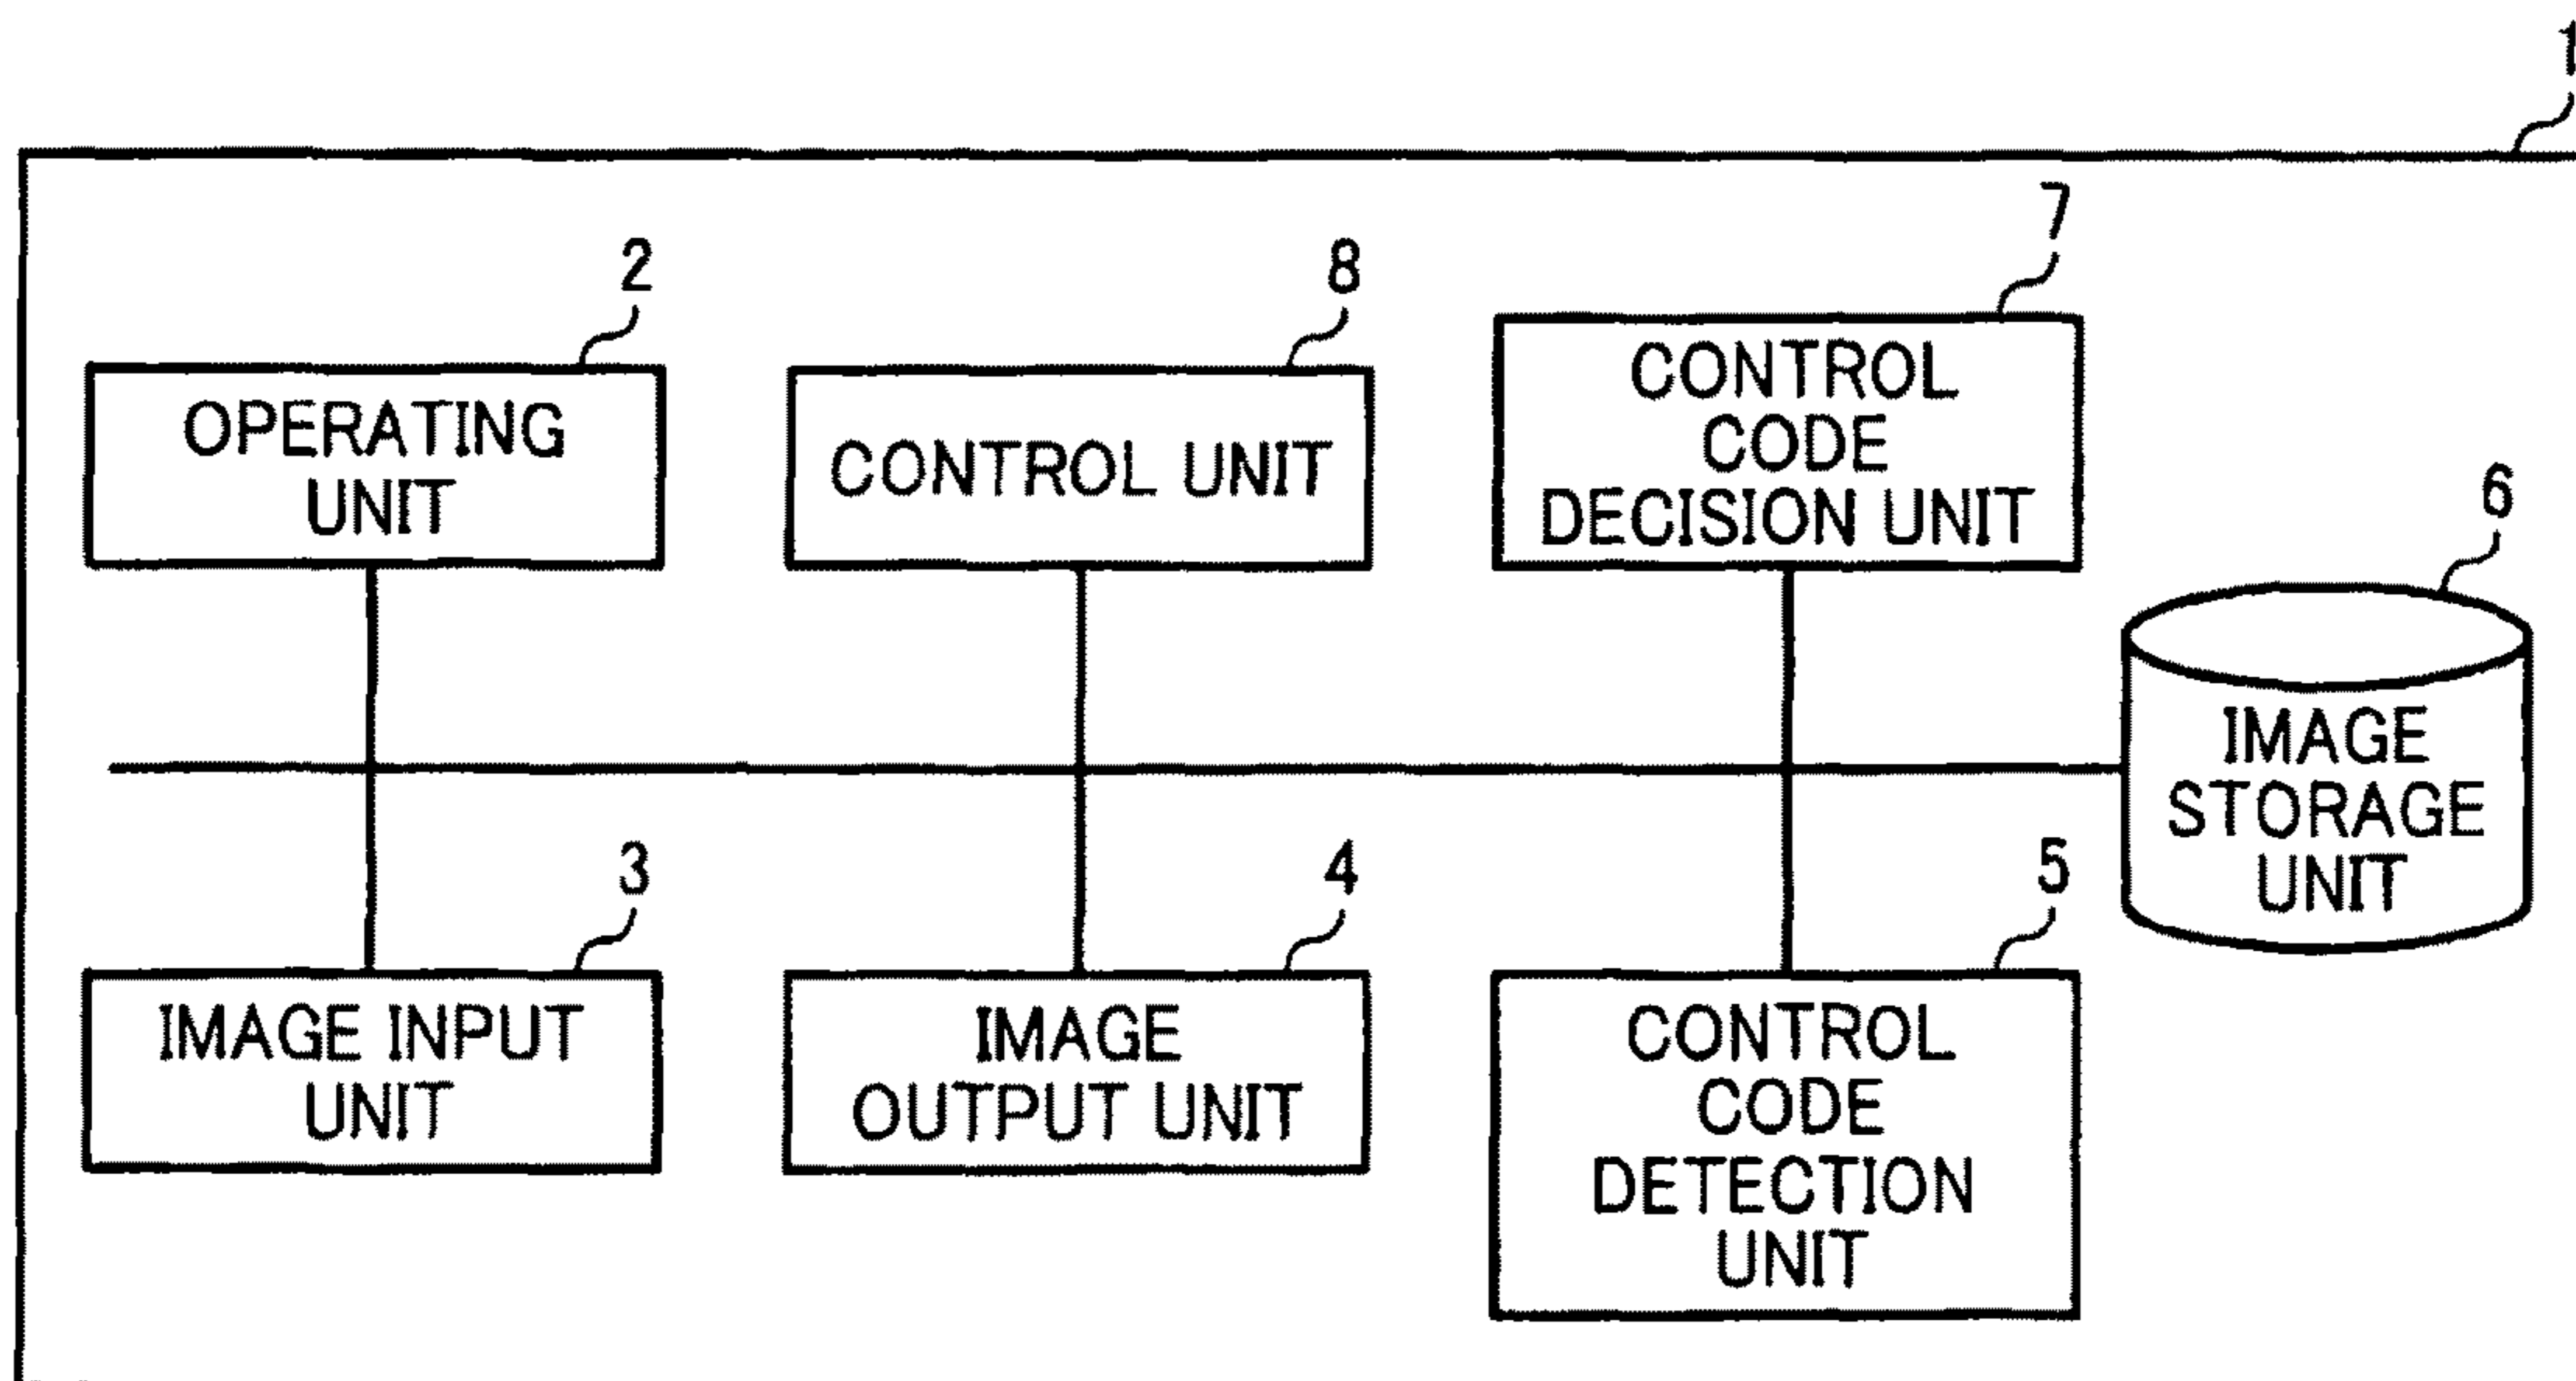 1
2
OPERATING
UNIT
8
CONTROL UNIT
7
CONTROL
CODE
DECISION UNIT
6
IMAGE
STORAGE
UNIT
3
IMAGE INPUT
UNIT
4
IMAGE
OUTPUT UNIT
5
CONTROL
CODE
DETECTION
UNIT